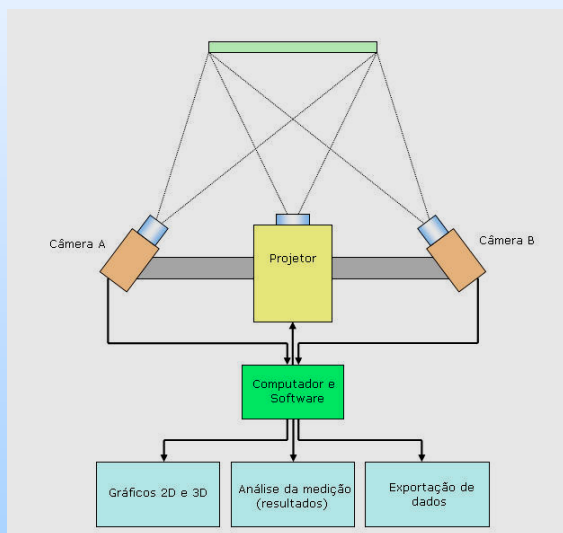 Câmera A
Projetor
Câmera B
Computador e
Software
Gráficos 2D e 3D
Análise da medição
(resultados)
Exportação de
dados